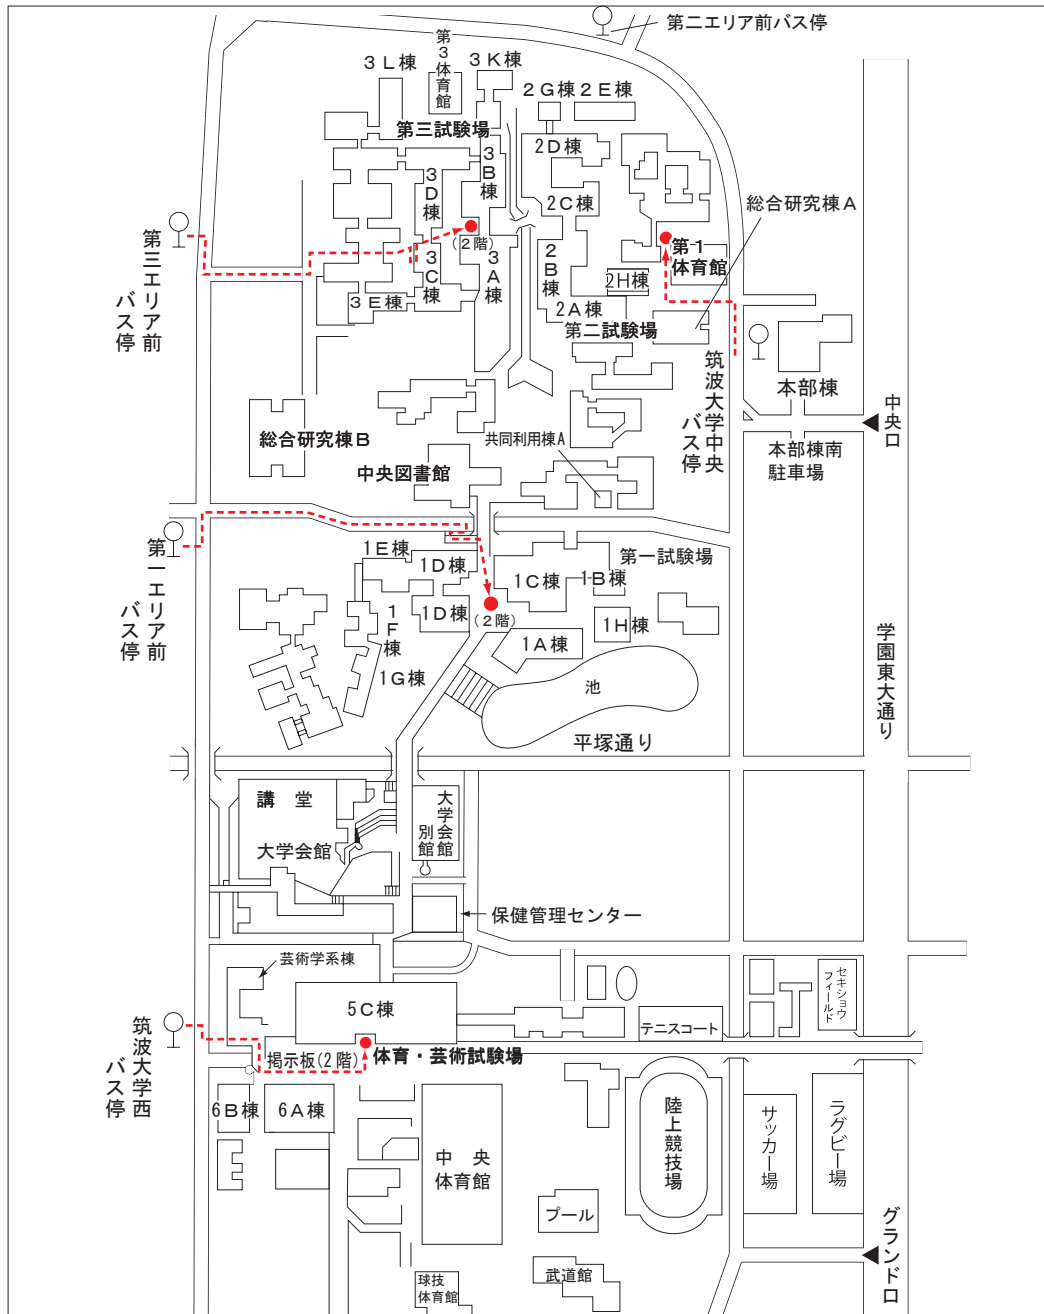 第二エリア前バス停
第3体育館
3L棟
3K棟
2G棟
2E棟
第三試験場
2D棟
3B棟
3D棟
2C棟
総合研究棟A
第三エリア前
バス停
(2階)
第1
体育館
3C棟
3A棟
2B棟
2H棟
3E棟
2A棟
第二試験場
筑波大学中央
バス停
本部棟
中央口
総合研究棟B
共同利用棟A
本部棟南
駐車場
中央図書館
第一エリア前
バス停
1E棟
1D棟
第一試験場
1C棟
1B棟
1D棟
1F棟
(2階)
1H棟
1A棟
1G棟
池
学園東大通り
平塚通り
講 堂
大学会館
別館
大学会館
保健管理センター
芸術学系棟
セキショウ
フィールド
5C棟
テニスコート
筑波大学西
バス停
掲示板(2階)
体育・芸術試験場
6B棟
6A棟
陸上競技場
サッカー場
ラグビー場
中 央
体育館
プール
グランド口
球技
体育館
武道館